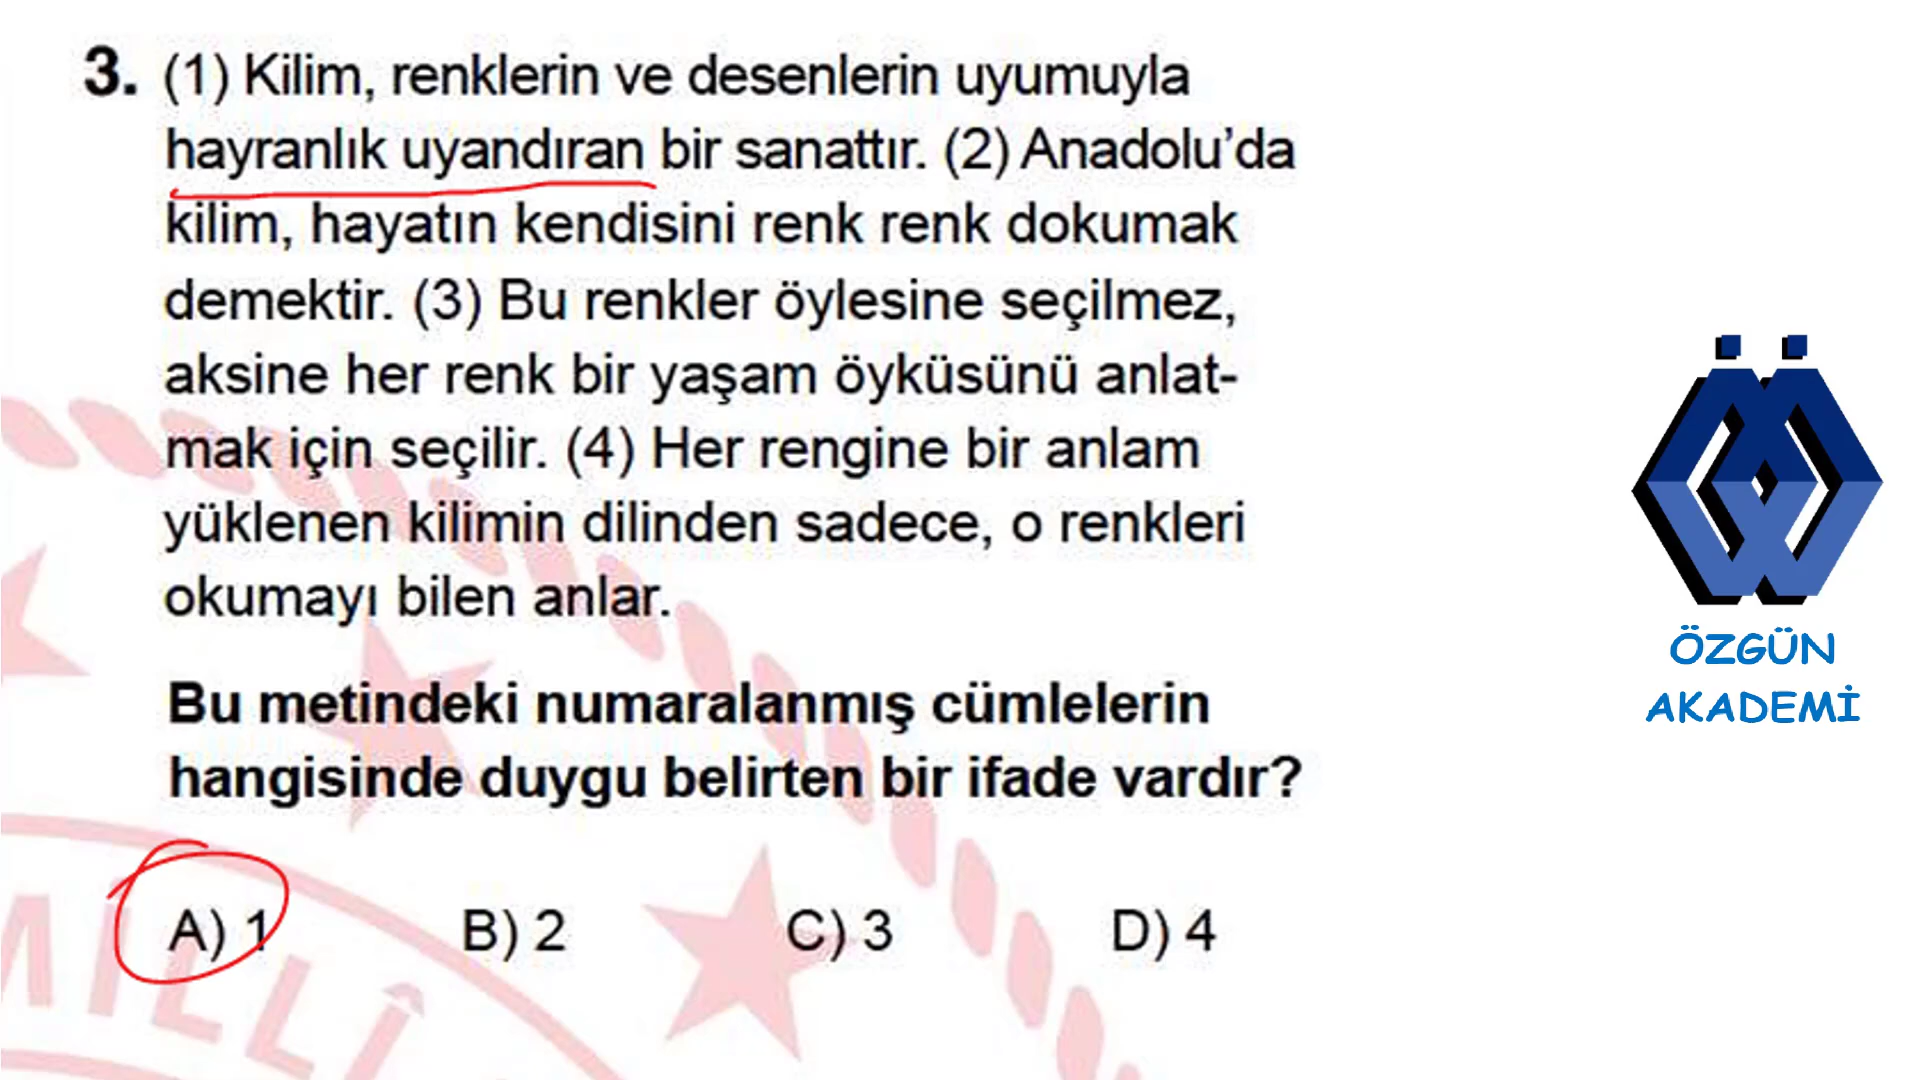 3. (1) Kilim, renklerin ve desenlerin uyumuyla
hayranlık uyandıran bir sanattır. (2) Anadolu’da
kilim, hayatın kendisini renk renk dokumak
demektir. (3) Bu renkler öylesine seçilmez,
aksine her renk bir yaşam öyküsünü anlat-
mak için seçilir. (4) Her rengine bir anlam
yüklenen kilimin dilinden sadece, o renkleri
okumayı bilen anlar.
Bu metindeki numaralanmış cümlelerin
hangisinde duygu belirten bir ifade vardır?
A) 1 B) 2 C) 3 D) 4
MİLLÎ
ÖZGÜN
AKADEMİ